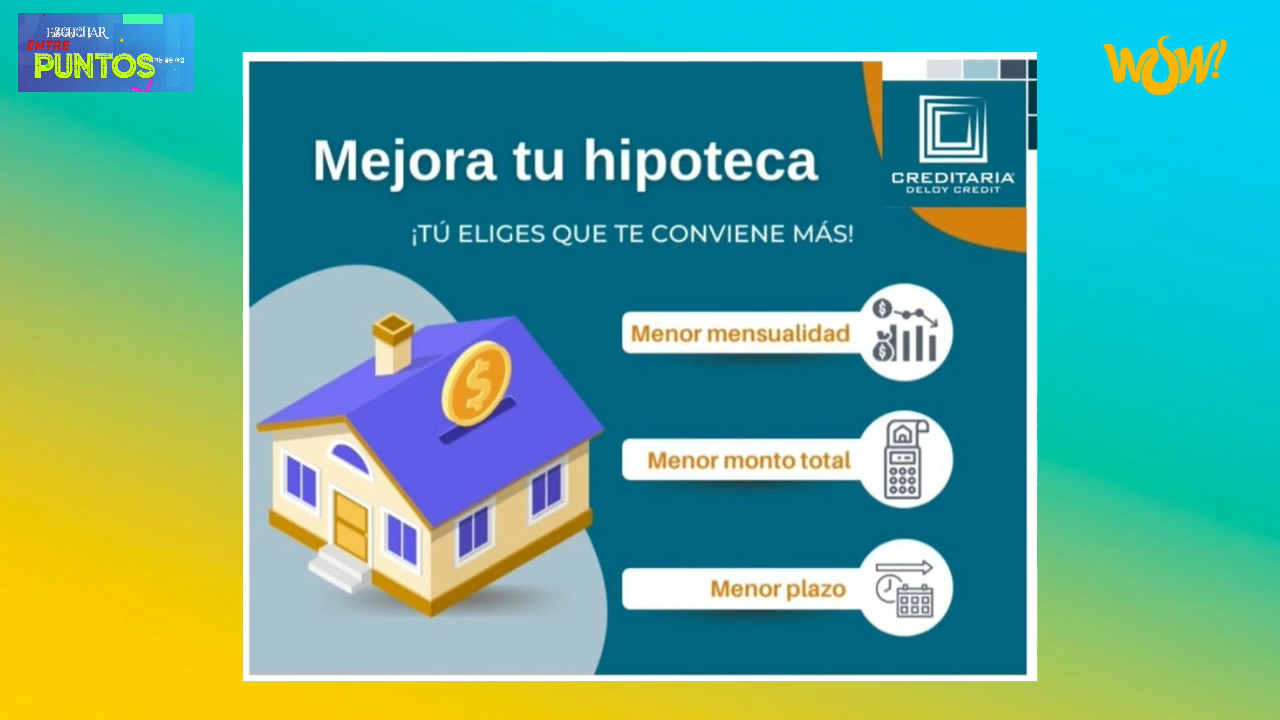 ENTRE
PUNTOS
WOW!
CREDITARIA
DELOY CREDIT
Mejora tu hipoteca
¡TÚ ELIGES QUE TE CONVIENE MÁS!
Menor mensualidad
Menor monto total
Menor plazo